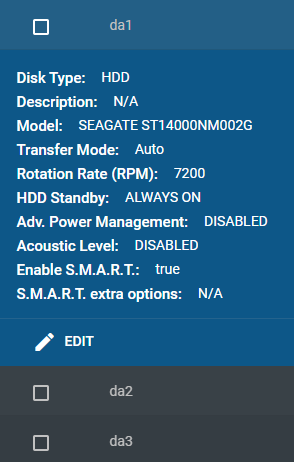 da1
Disk Type: HDD
Description: N/A
Model: SEAGATE ST14000NM002G
Transfer Mode: Auto
Rotation Rate (RPM): 7200
HDD Standby: ALWAYS ON
Adv. Power Management: DISABLED
Acoustic Level: DISABLED
Enable S.M.A.R.T.: true
S.M.A.R.T. extra options: N/A
EDIT
da2
da3